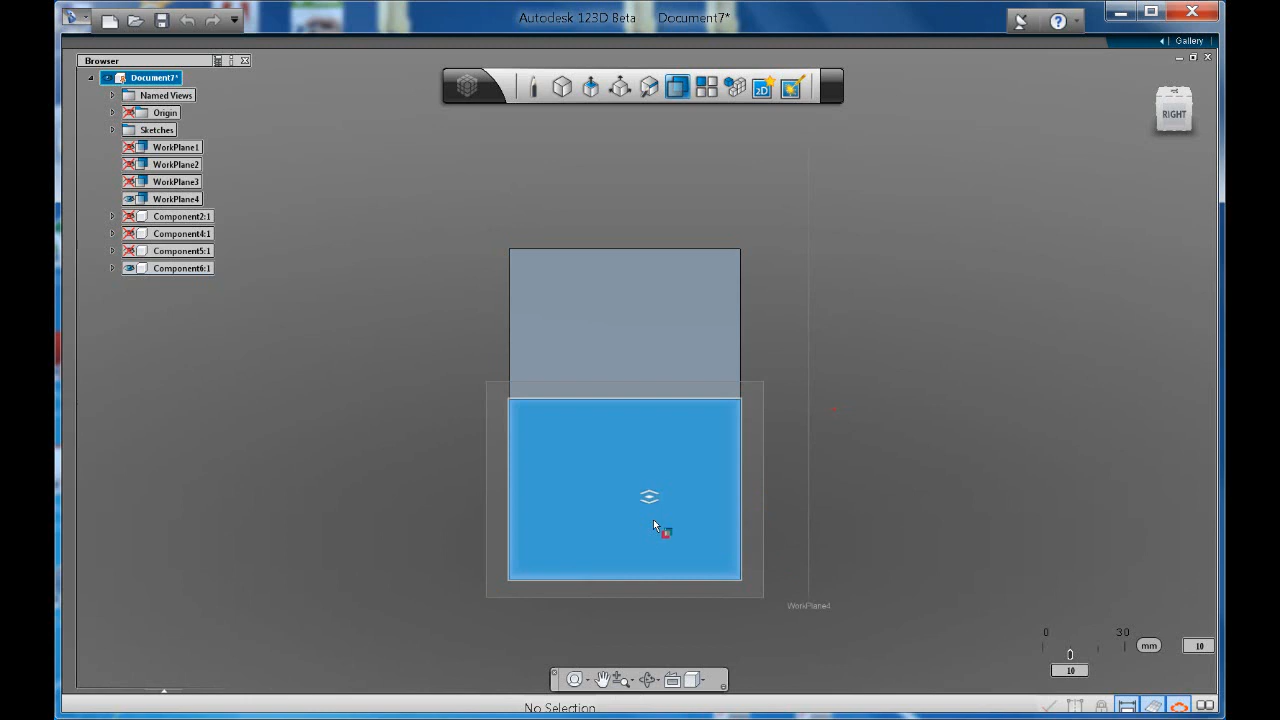 Autodesk 123D Beta Document7*
Gallery
Browser
Document7*
Named Views
Origin
Sketches
WorkPlane1
WorkPlane2
WorkPlane3
WorkPlane4
Component2:1
Component4:1
Component5:1
Component6:1
2D
RIGHT
WorkPlane4
0 30
mm 10
10
No Selection